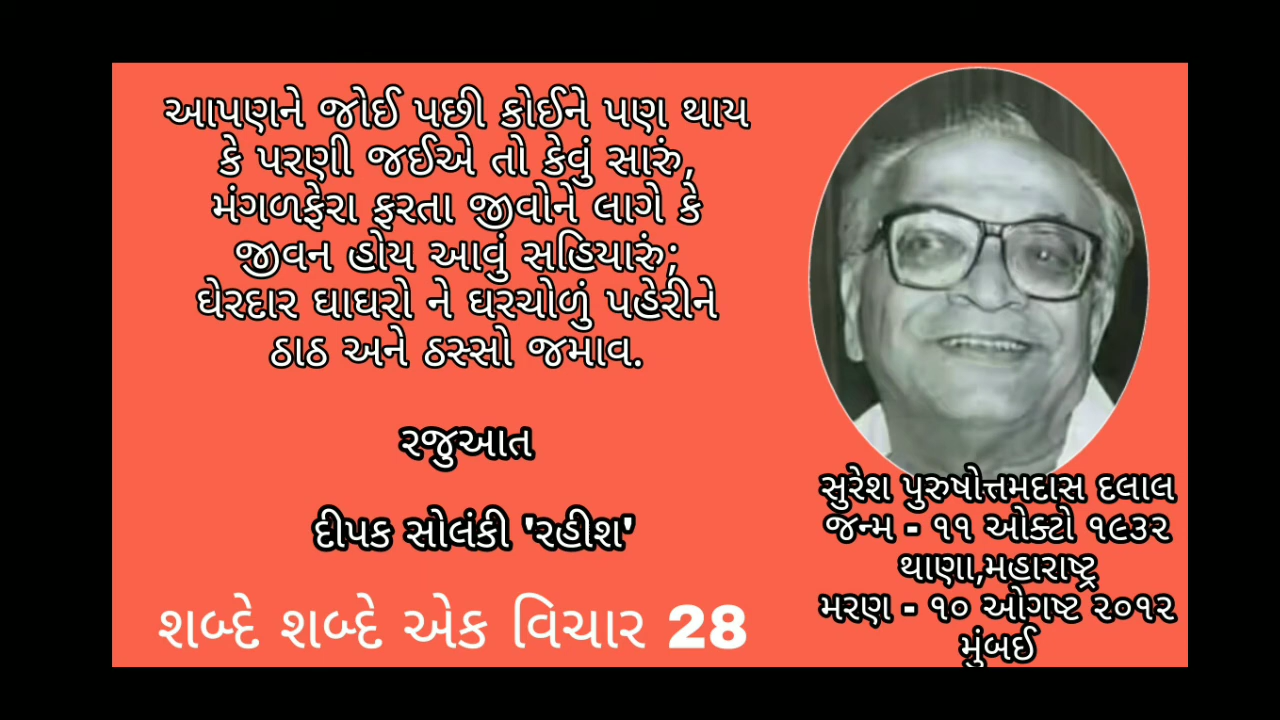 આપણને જોઈ પછી કોઈને પણ થાય
કે પરણી જઈએ તો કેવું સારું,
મંગળફેરા ફરતા જીવોને લાગે કે
જીવન હોય આવું સહિયારું;
ઘેરદાર ઘાઘરો ને ઘરચોળું પહેરીને
ઠાઠ અને ઠસ્સો જમાવ.
રજુઆત
દીપક સોલંકી 'રહીશ'
શબ્દે શબ્દે એક વિચાર 28
સુરેશ પુરુષોત્તમદાસ દલાલ
જન્મ - ૧૧ ઓક્ટો ૧૯૩૨
થાણા,મહારાષ્ટ્ર
મરણ - ૧૦ ઓગષ્ટ ૨૦૧૨
મુંબઈ